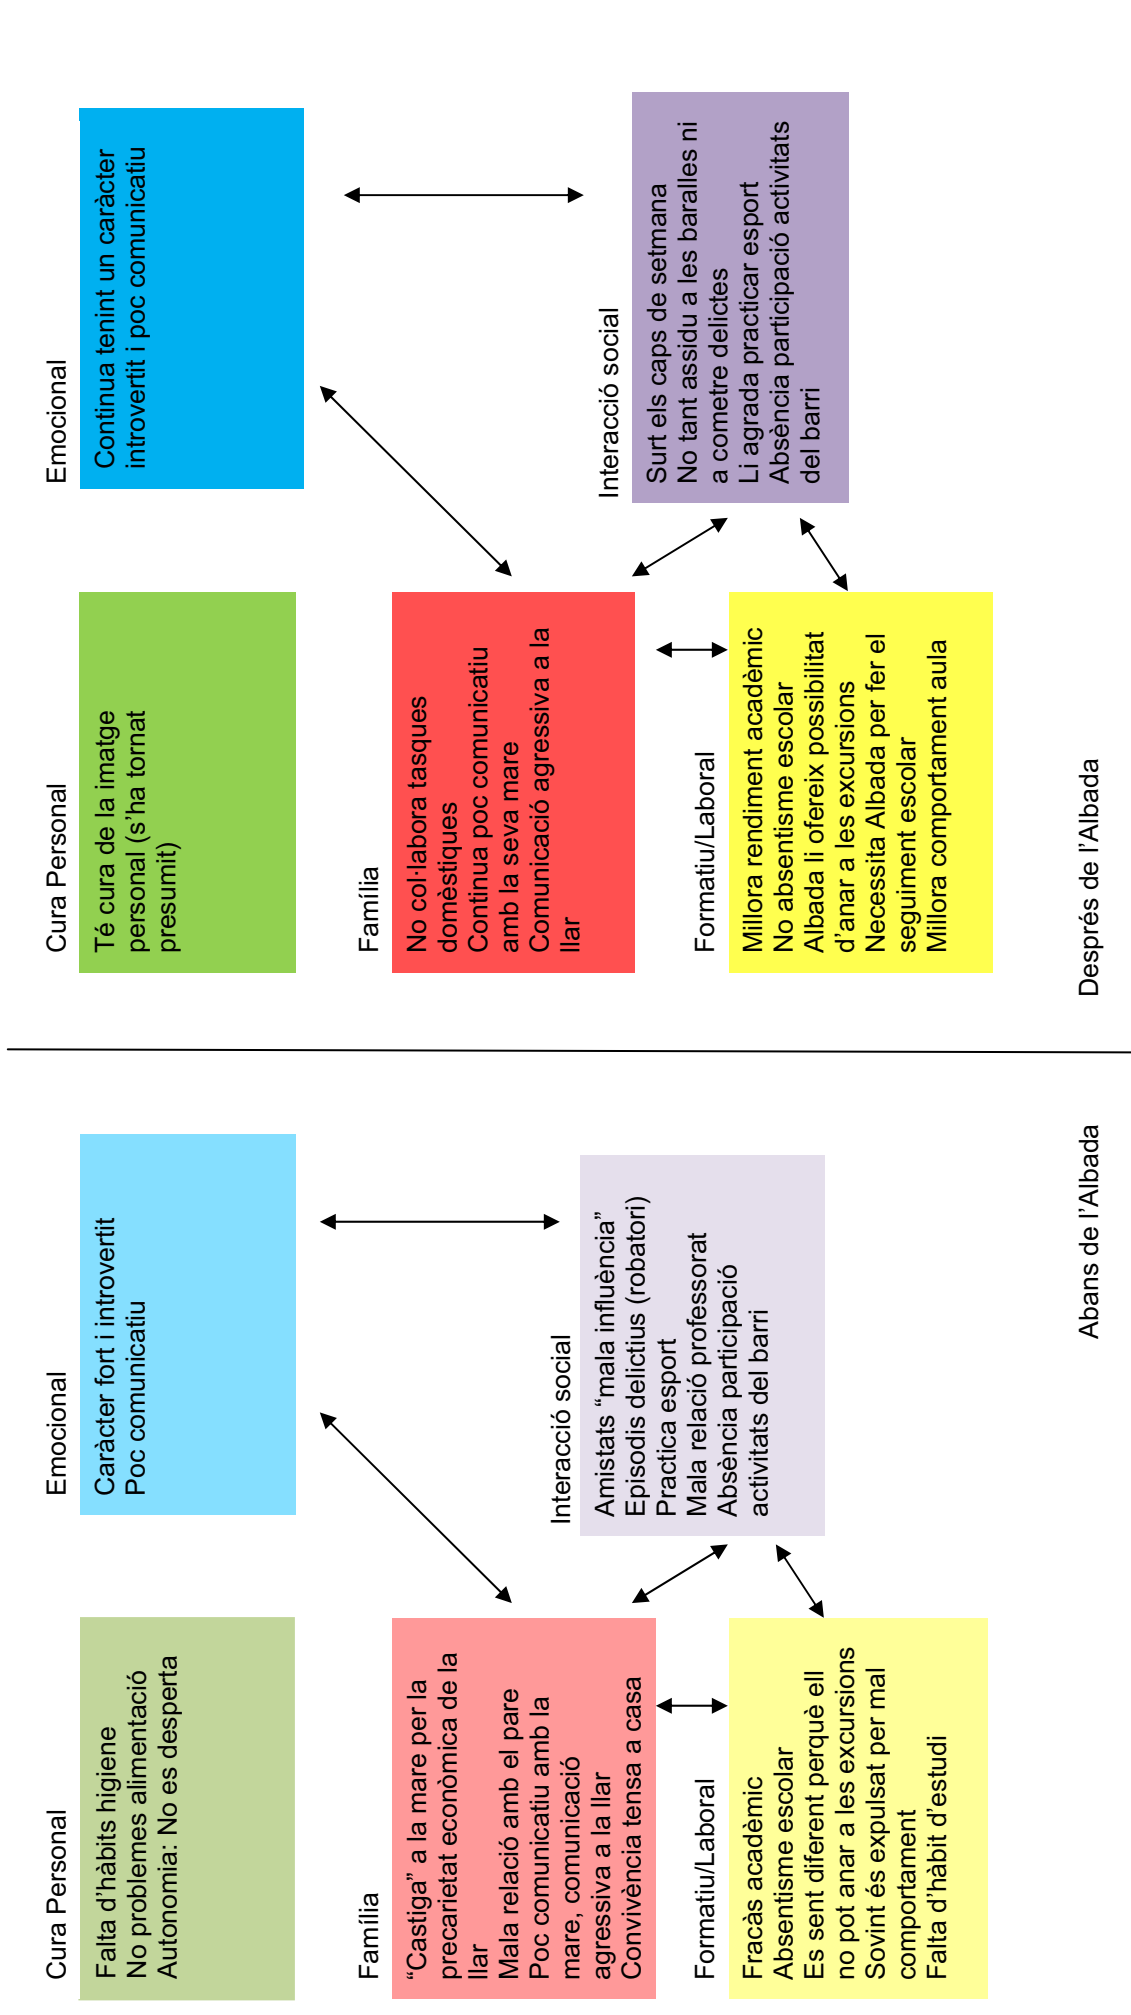 Cura Personal
Falta d’hàbits higiene
No problemes alimentació
Autonomia: No es desperta
Emocional
Caràcter fort i introvertit
Poc comunicatiu
Família
“Castiga” a la mare per la
precarietat econòmica de la
llar
Mala relació amb el pare
Poc comunicatiu amb la
mare, comunicació
agressiva a la llar
Convivència tensa a casa
Interacció social
Amistats “mala influència”
Episodis delictius (robatori)
Practica esport
Mala relació professorat
Absència participació
activitats del barri
Formatiu/Laboral
Fracàs acadèmic
Absentisme escolar
Es sent diferent perquè ell
no pot anar a les excursions
Sovint és expulsat per mal
comportament
Falta d’hàbit d’estudi
Abans de l’Albada
Cura Personal
Té cura de la imatge
personal (s’ha tornat
presumit)
Emocional
Continua tenint un caràcter
introvertit i poc comunicatiu
Família
No col·labora tasques
domèstiques
Continua poc comunicatiu
amb la seva mare
Comunicació agressiva a la
llar
Interacció social
Surt els caps de setmana
No tant assidu a les baralles ni
a cometre delictes
Li agrada practicar esport
Absència participació activitats
del barri
Formatiu/Laboral
Millora rendiment acadèmic
No absentisme escolar
Albada li ofereix possibilitat
d’anar a les excursions
Necessita Albada per fer el
seguiment escolar
Millora comportament aula
Després de l’Albada